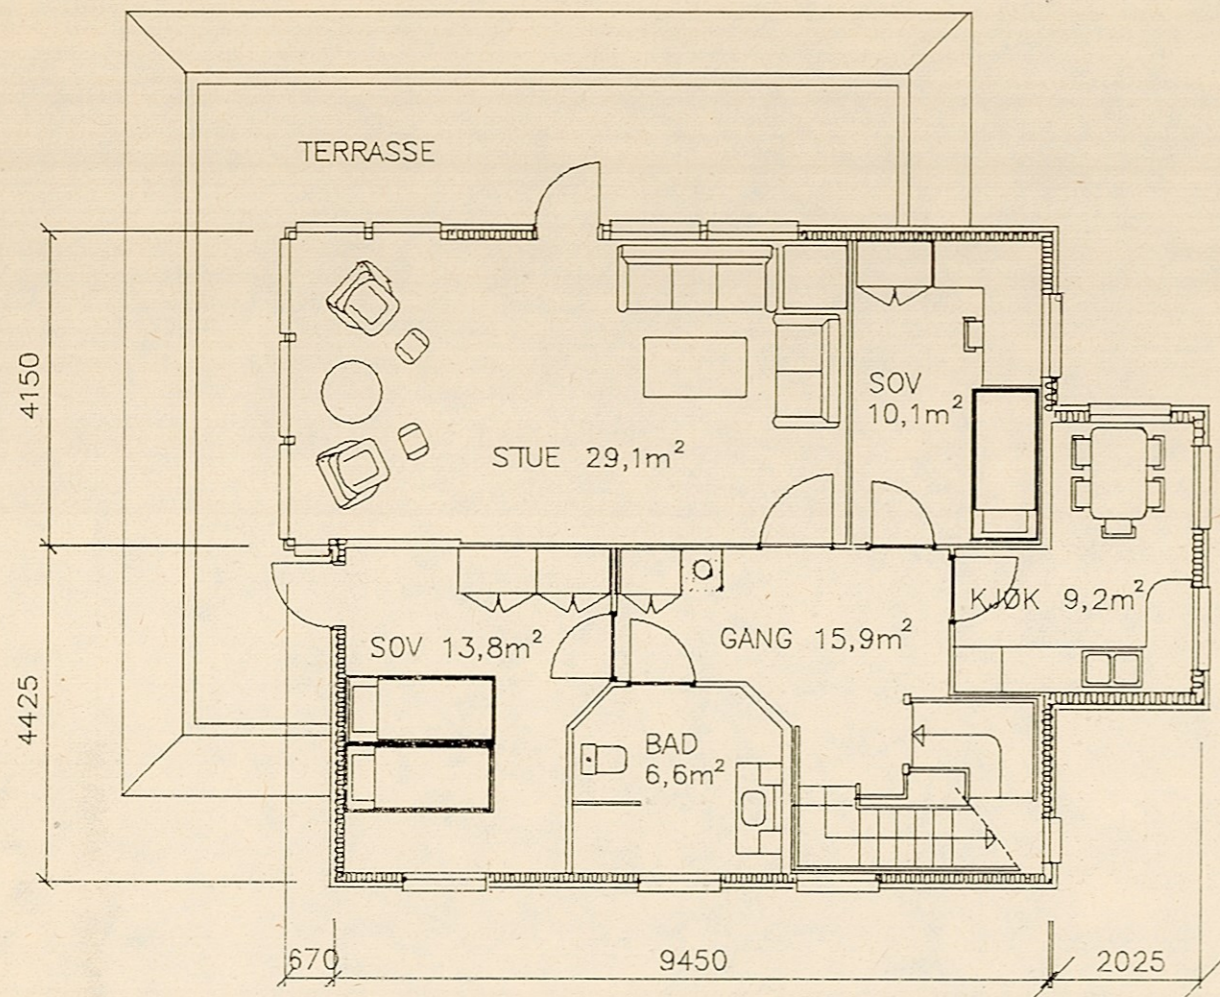 TERRASSE
4150
SOV
10,1m²
STUE 29,1m²
KJØK 9,2m²
SOV 13,8m²
GANG 15,9m²
4425
BAD
6,6m²
670
9450
2025